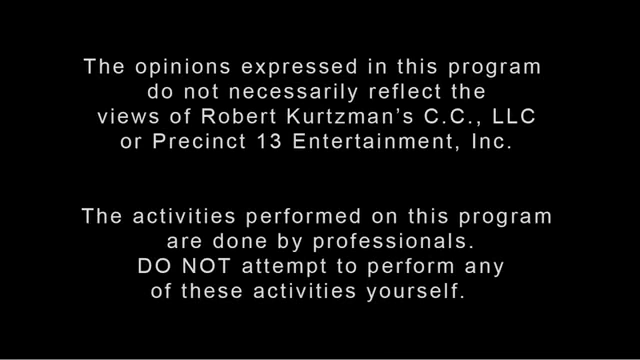 The opinions expressed in this program
do not necessarily reflect the
views of Robert Kurtzman’s C.C., LLC
or Precinct 13 Entertainment, Inc.
The activities performed on this program
are done by professionals.
DO NOT attempt to perform any
of these activities yourself.